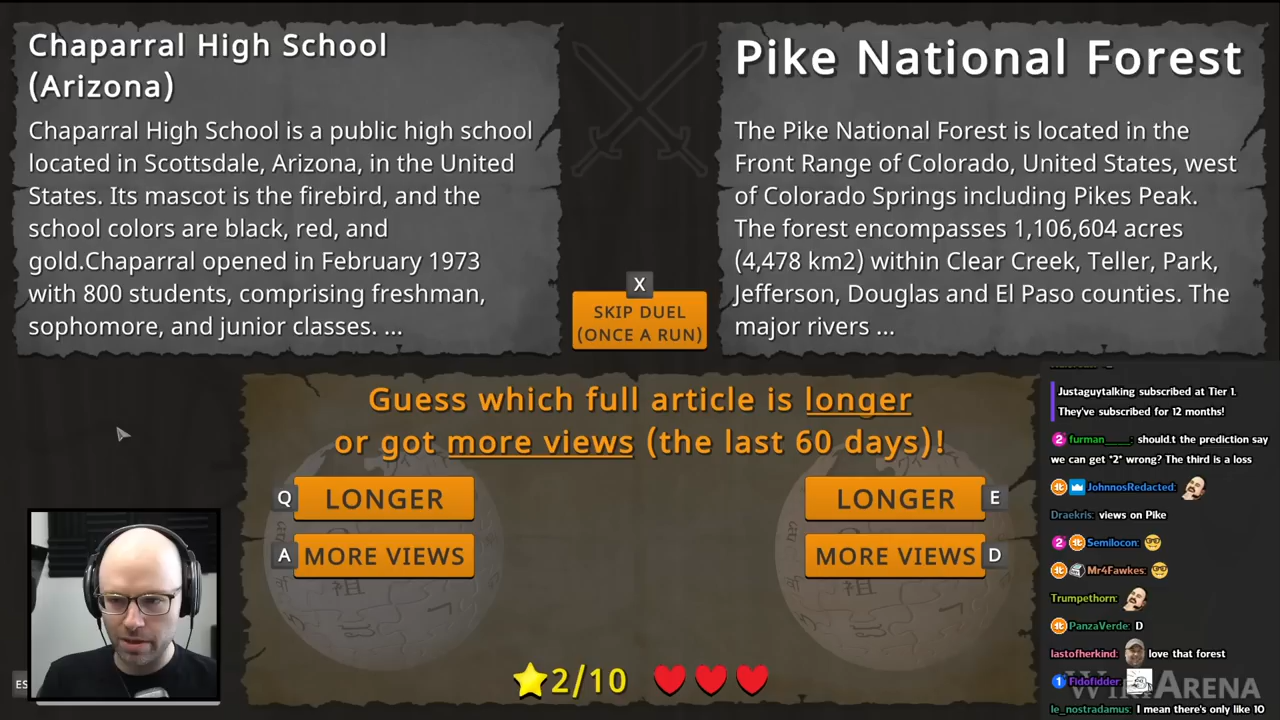 Chaparral High School
(Arizona)
Chaparral High School is a public high school
located in Scottsdale, Arizona, in the United
States. Its mascot is the firebird, and the
school colors are black, red, and
gold.Chaparral opened in February 1973
with 800 students, comprising freshman,
sophomore, and junior classes. ...
X
SKIP DUEL
(ONCE A RUN)
Pike National Forest
The Pike National Forest is located in the
Front Range of Colorado, United States, west
of Colorado Springs including Pikes Peak.
The forest encompasses 1,106,604 acres
(4,478 km2) within Clear Creek, Teller, Park,
Jefferson, Douglas and El Paso counties. The
major rivers ...
Guess which full article is longer
or got more views (the last 60 days)!
Q LONGER
A MORE VIEWS
LONGER E
MORE VIEWS D
2/10
ES
Justaguytalking subscribed at Tier 1.
They've subscribed for 12 months!
2 furman____: should.t the prediction say
we can get *2* wrong? The third is a loss
JohnnosRedacted:
Draekris: views on Pike
2 Semilocon:
Mr4Fawkes:
Trumpethorn:
PanzaVerde: D
lastofherkind: love that forest
1 Fidofidder:
WIKIARENA
le_nostradamus: I mean there's only like 10